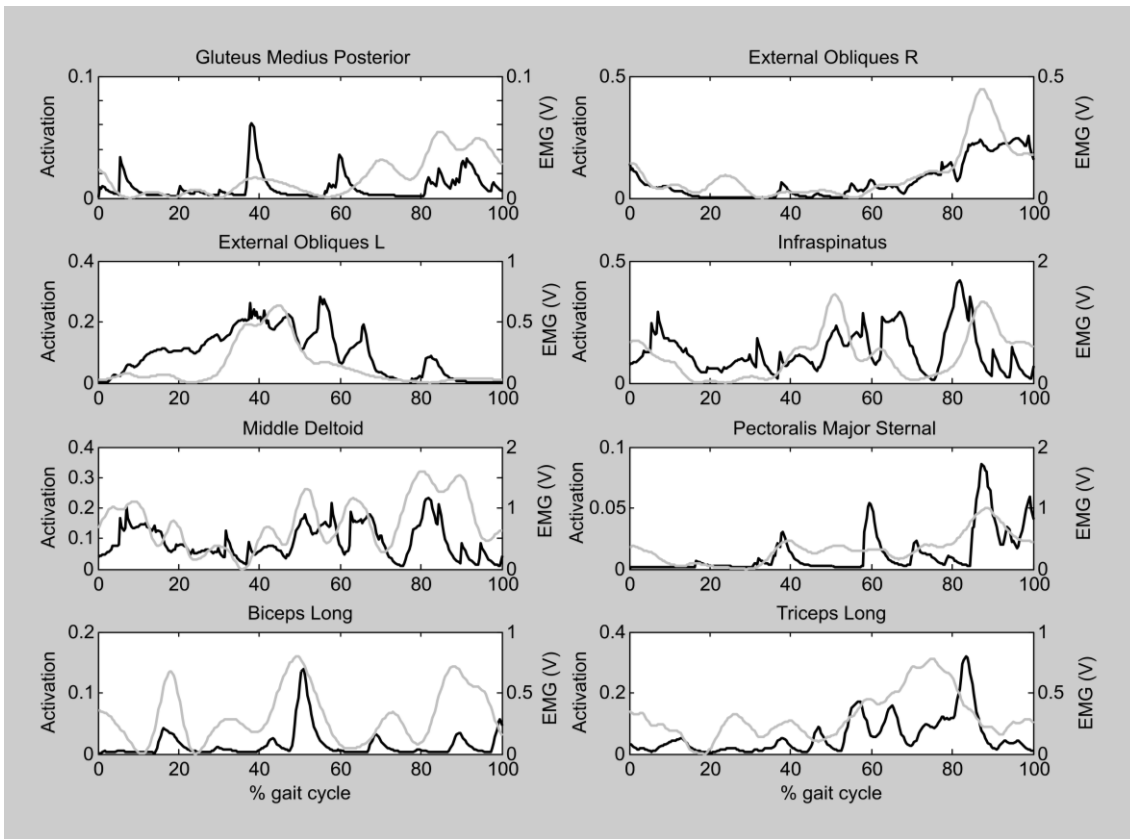 Gluteus Medius Posterior
0.1
0
Activation
0.1
0
EMG (V)
0 20 40 60 80 100
External Obliques R
0.5
0
Activation
0.5
0
EMG (V)
0 20 40 60 80 100
External Obliques L
0.4
0.2
0
Activation
1
0.5
0
EMG (V)
0 20 40 60 80 100
Infraspinatus
0.5
0
Activation
2
1
0
EMG (V)
0 20 40 60 80 100
Middle Deltoid
0.4
0.3
0.2
0.1
0
Activation
2
1
0
EMG (V)
0 20 40 60 80 100
Pectoralis Major Sternal
0.1
0.05
0
Activation
2
1
0
EMG (V)
0 20 40 60 80 100
Biceps Long
0.2
0.1
0
Activation
1
0.5
0
EMG (V)
0 20 40 60 80 100
% gait cycle
Triceps Long
0.4
0.2
0
Activation
1
0.5
0
EMG (V)
0 20 40 60 80 100
% gait cycle